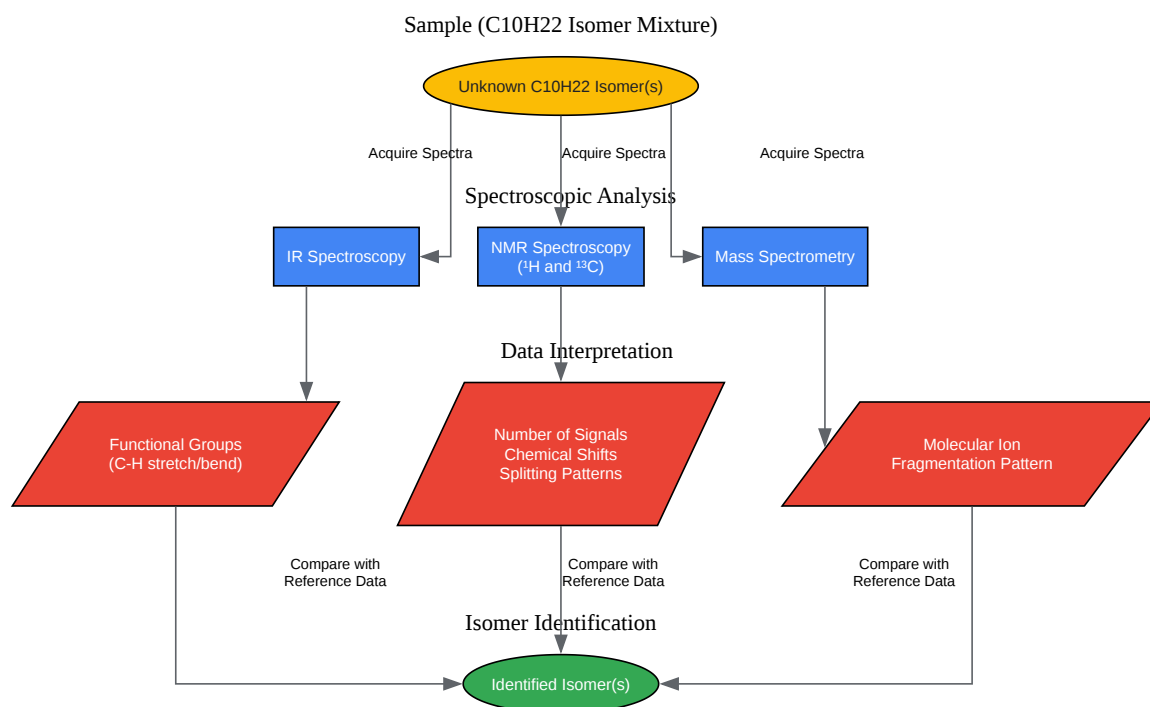 Sample (C10H22 Isomer Mixture)
Unknown C10H22 Isomer(s)
Acquire Spectra
Acquire Spectra
Acquire Spectra
Spectroscopic Analysis
IR Spectroscopy
NMR Spectroscopy
(¹H and ¹³C)
Mass Spectrometry
Data Interpretation
Functional Groups
(C-H stretch/bend)
Number of Signals
Chemical Shifts
Splitting Patterns
Molecular Ion
Fragmentation Pattern
Compare with
Reference Data
Compare with
Reference Data
Compare with
Reference Data
Isomer Identification
Identified Isomer(s)